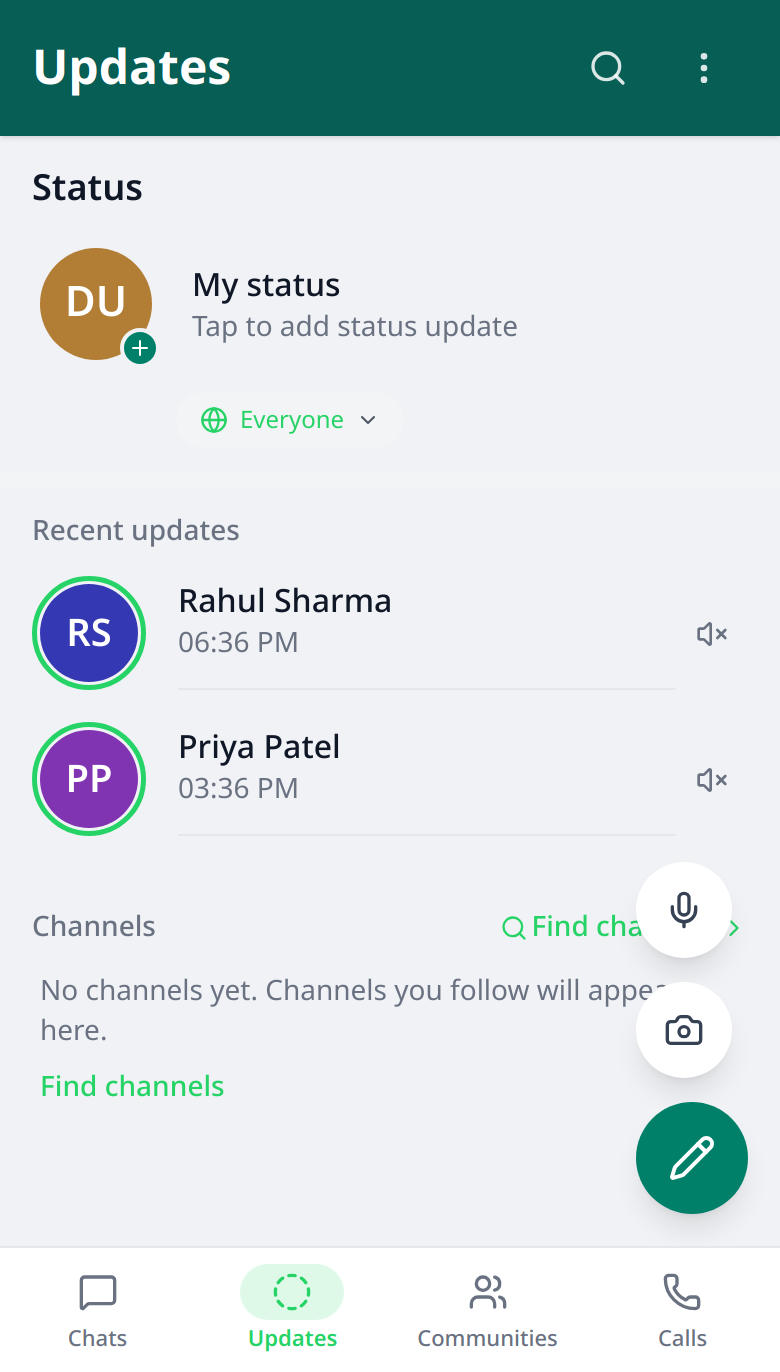 Updates
Status
DU
My status
Tap to add status update
Everyone
Recent updates
RS
Rahul Sharma
06:36 PM
PP
Priya Patel
03:36 PM
Channels
Find
No channels yet. Channels you follow will
here.
Find channels
Chats
Updates
Communities
Calls